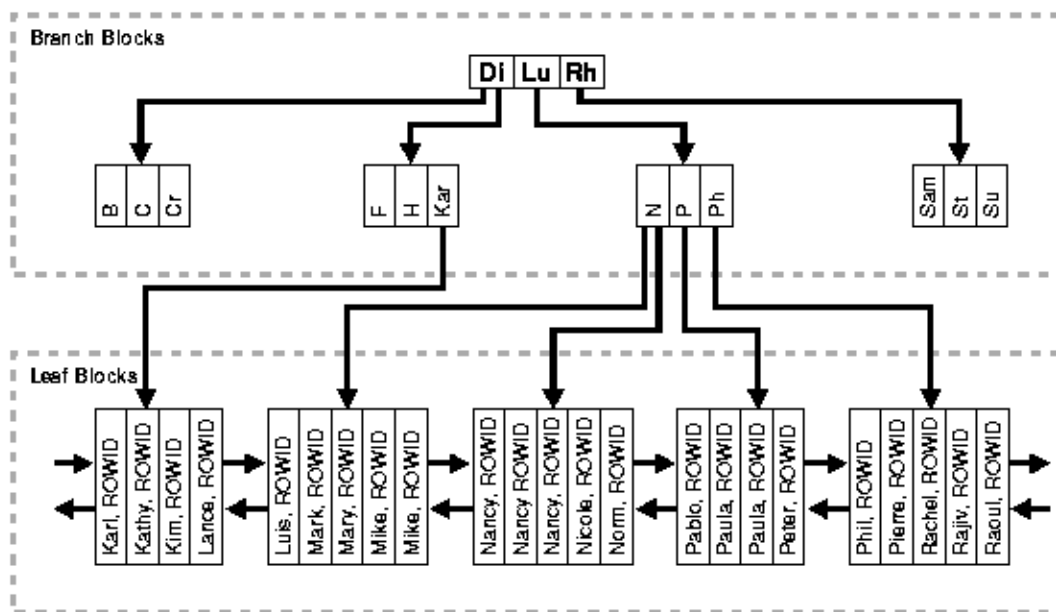 Branch Blocks
Di Lu Rh
B C Cr
F H Kar
N P Ph
Sam St Su
Leaf Blocks
Karl, ROWID
Kathy, ROWID
Kim, ROWID
Lance, ROWID
Luis, ROWID
Mark, ROWID
Mary, ROWID
Mike, ROWID
Mike, ROWID
Nancy, ROWID
Nancy ROWID
Nancy, ROWID
Nicole, ROWID
Norm, ROWID
Pablo, ROWID
Paula, ROWID
Paula, ROWID
Peter, ROWID
Phil, ROWID
Pierre, ROWID
Rachel, ROWID
Rajiv, ROWID
Raoul, ROWID